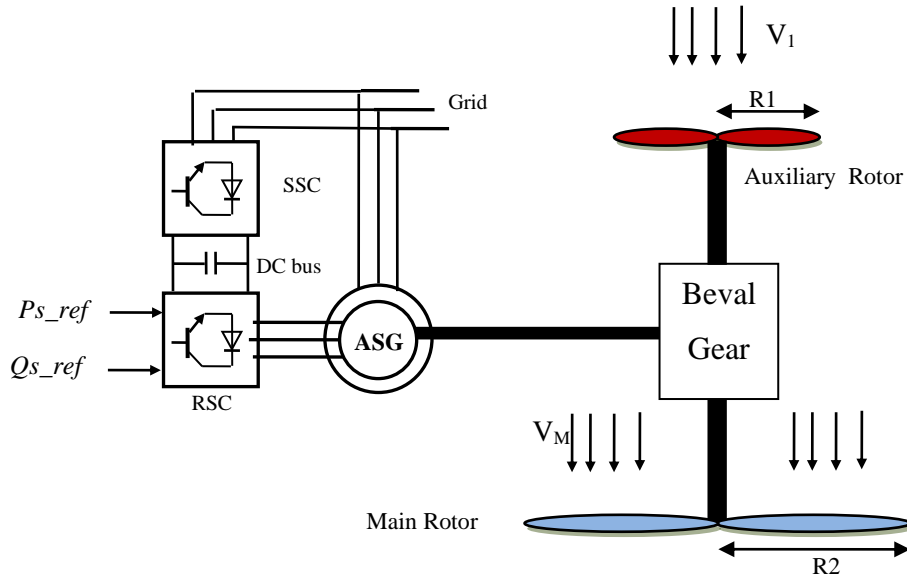 V1
R1
Grid
Auxiliary Rotor
SSC
DC bus
Beval
Gear
Ps_ref
ASG
Qs_ref
RSC
VM
Main Rotor
R2